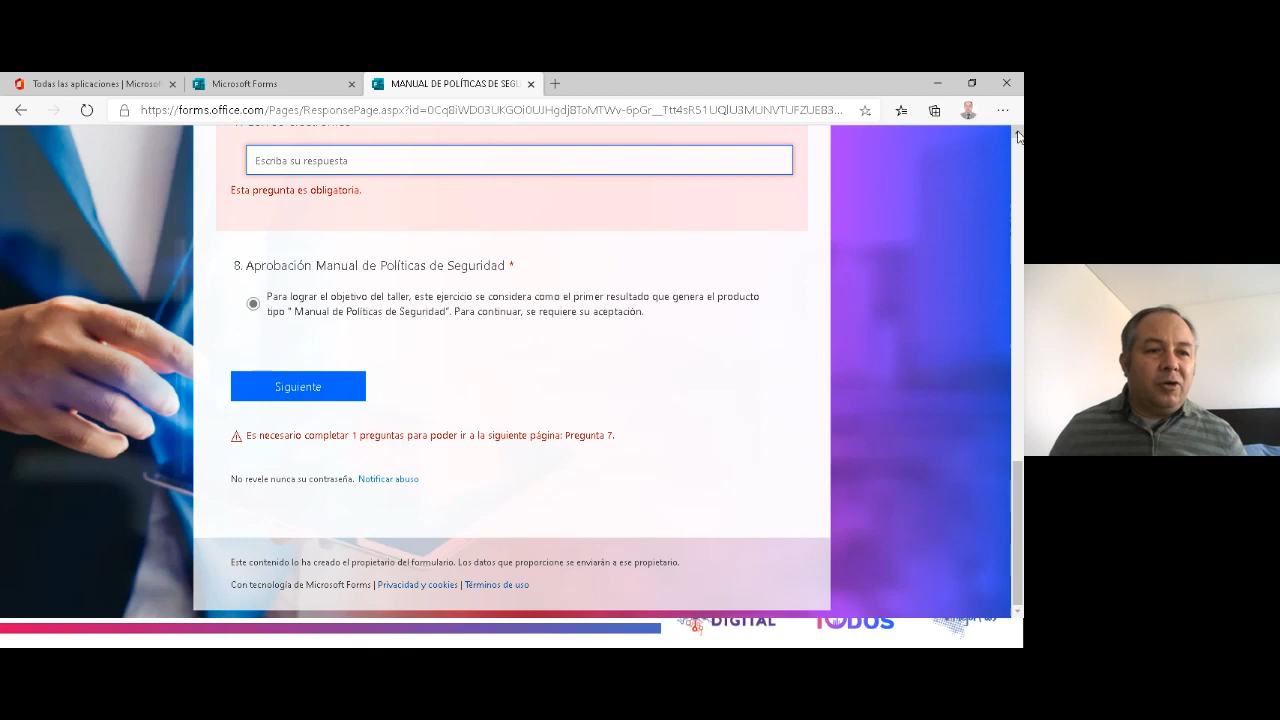 Todas las aplicaciones | Microsof
Microsoft Forms
MANUAL DE POLÍTICAS DE SEGU
https://forms.office.com/Pages/ResponsePage.aspx?id=
Escriba su respuesta
Esta pregunta es obligatoria.
8. Aprobación Manual de Políticas de Seguridad *
Para lograr el objetivo del taller, este ejercicio se considera como el primer resultado que genera el producto
tipo " Manual de Políticas de Seguridad". Para continuar, se requiere su aceptación.
Siguiente
Es necesario completar 1 preguntas para poder ir a la siguiente página: Pregunta 7.
No revele nunca su contraseña. Notificar abuso
Este contenido lo ha creado el propietario del formulario. Los datos que proporcione se enviarán a ese propietario.
Con tecnología de Microsoft Forms | Privacidad y cookies | Términos de uso
DIGITAL
TODOS